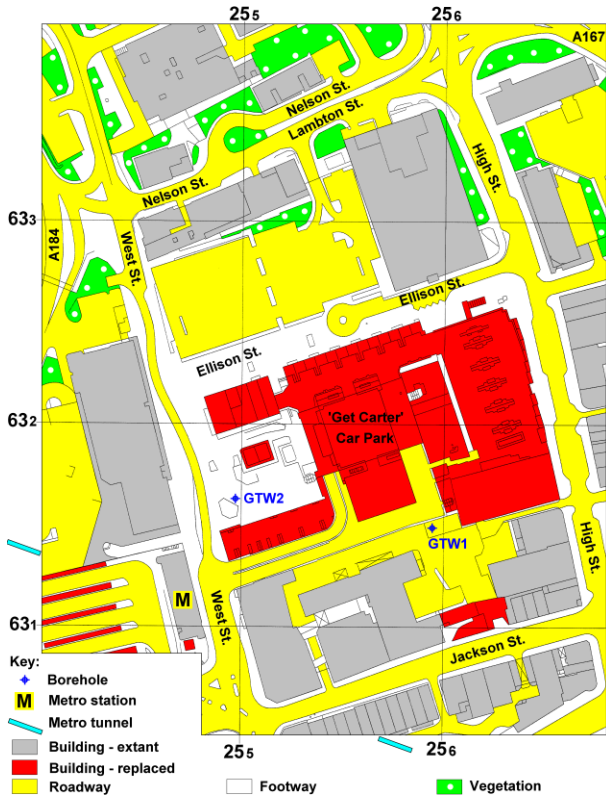 25₅
25₆
A167
Nelson St.
Lambton St.
High St.
Nelson St.
633
A184
West St.
Ellison St.
Ellison St.
632
'Get Carter'
Car Park
GTW2
GTW1
High St.
M
West St.
631
Jackson St.
Key:
Borehole
M
Metro station
Metro tunnel
Building - extant
25₅
25₆
Building - replaced
Roadway
Footway
Vegetation